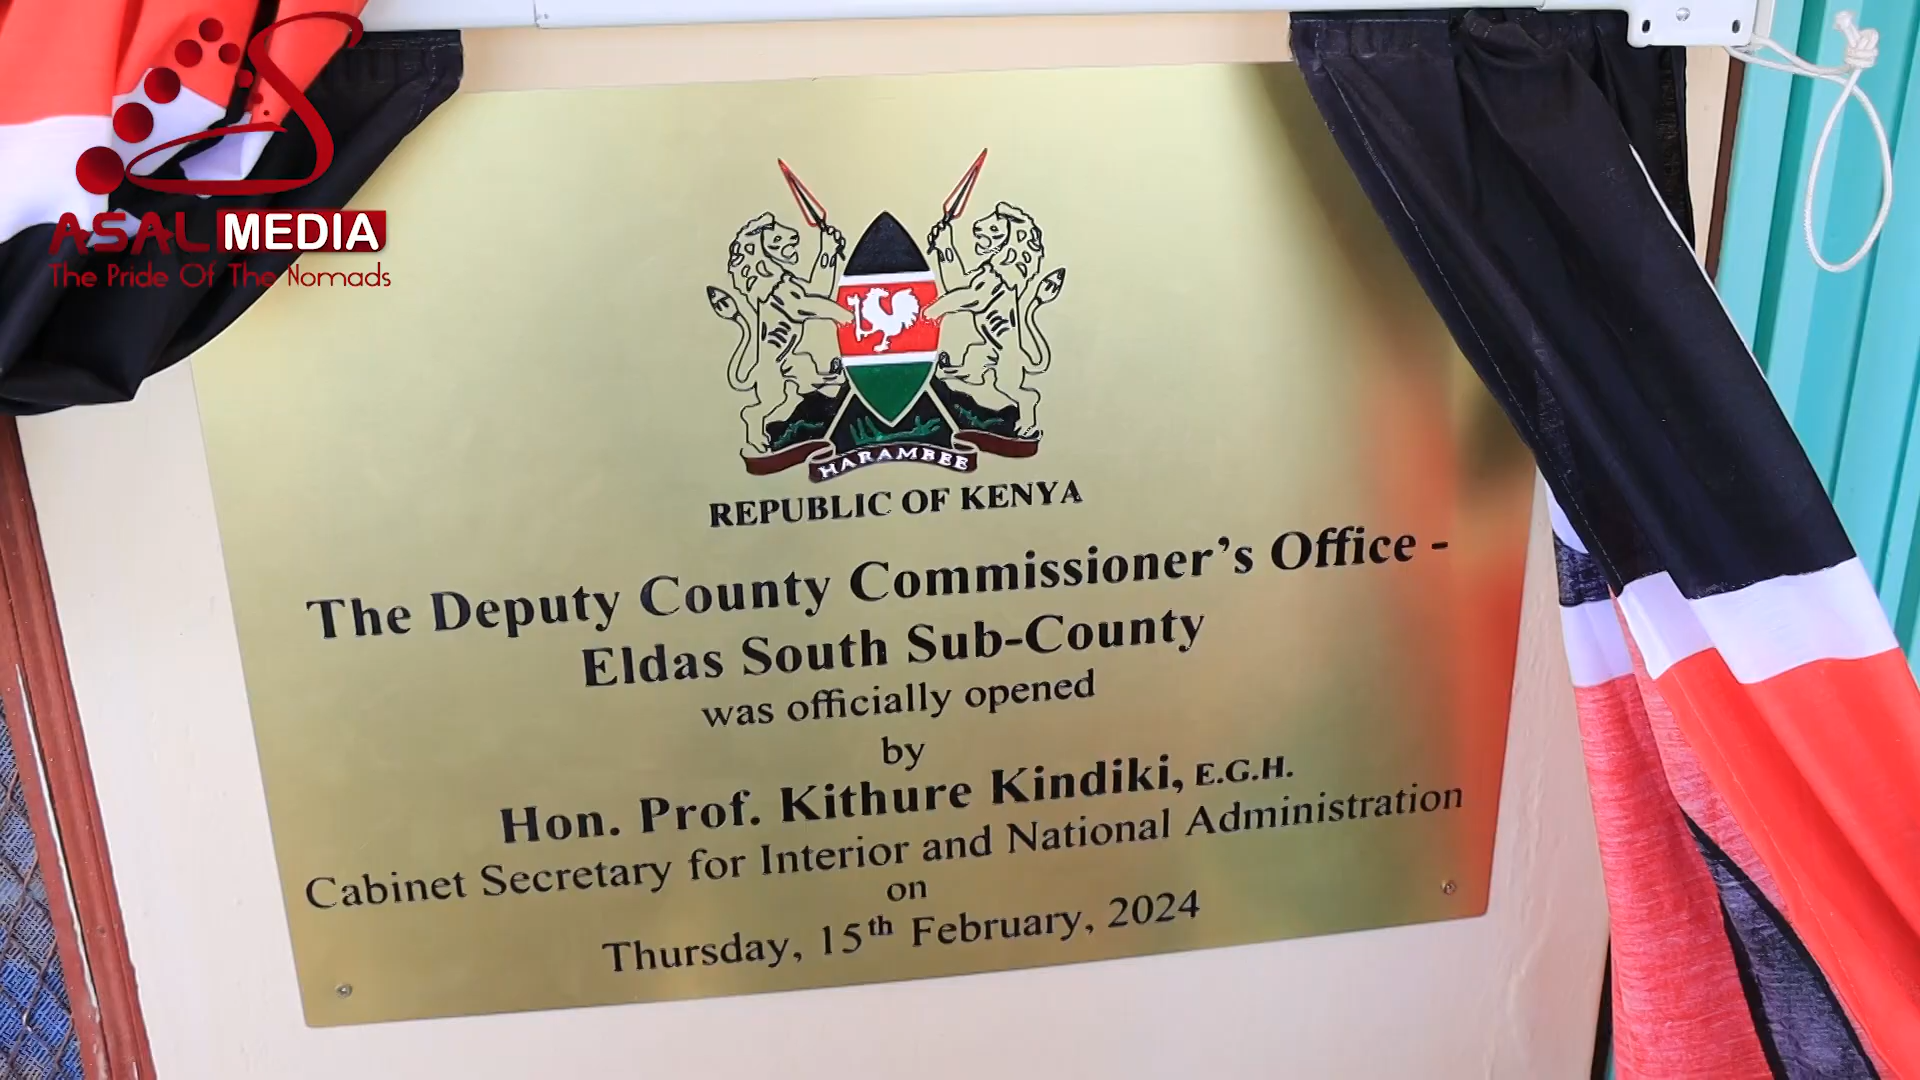 ASAL MEDIA
The Pride Of The Nomads
HARAMBEE
REPUBLIC OF KENYA
The Deputy County Commissioner's Office -
Eldas South Sub-County
was officially opened
by
Hon. Prof. Kithure Kindiki, E.G.H.
Cabinet Secretary for Interior and National Administration
on
Thursday, 15th February, 2024